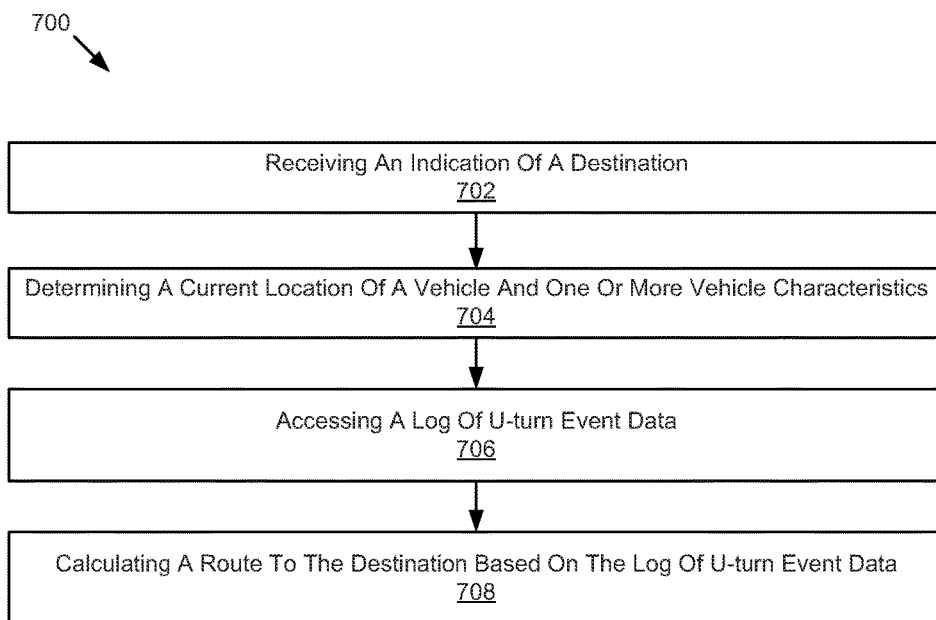 700
Receiving An Indication Of A Destination
702
Determining A Current Location Of A Vehicle And One Or More Vehicle Characteristics
704
Accessing A Log Of U-turn Event Data
706
Calculating A Route To The Destination Based On The Log Of U-turn Event Data
708